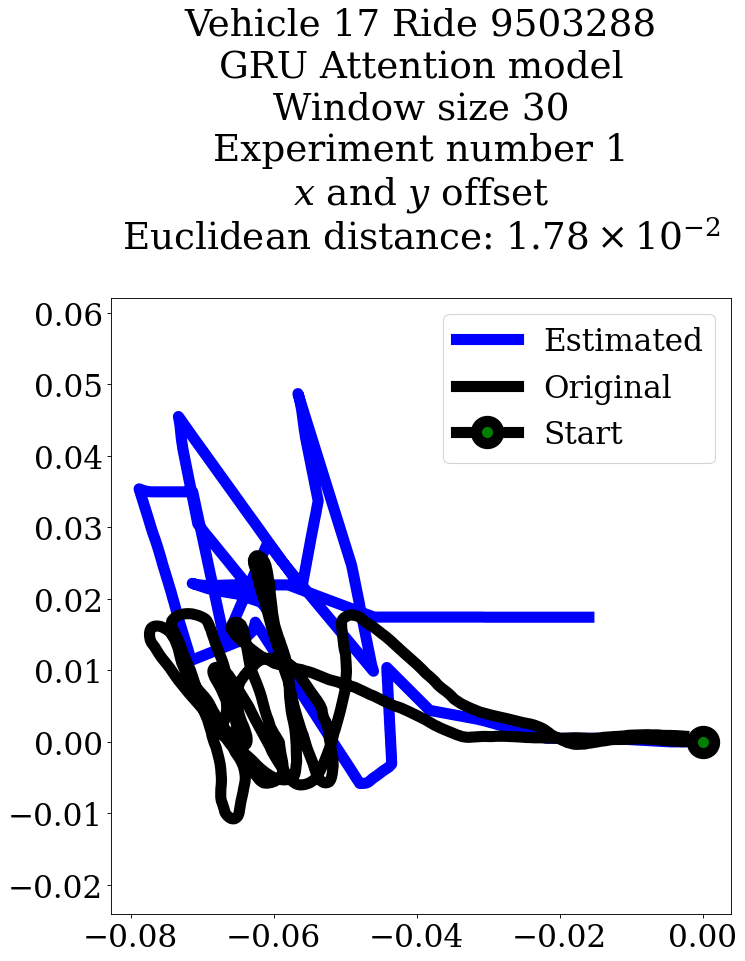 Vehicle 17 Ride 9503288
GRU Attention model
Window size 30
Experiment number 1
x and y offset
Euclidean distance: 1.78 × 10⁻²
0.06
0.05
0.04
0.03
0.02
0.01
0.00
−0.01
−0.02
Estimated
Original
Start
−0.08
−0.06
−0.04
−0.02
0.00